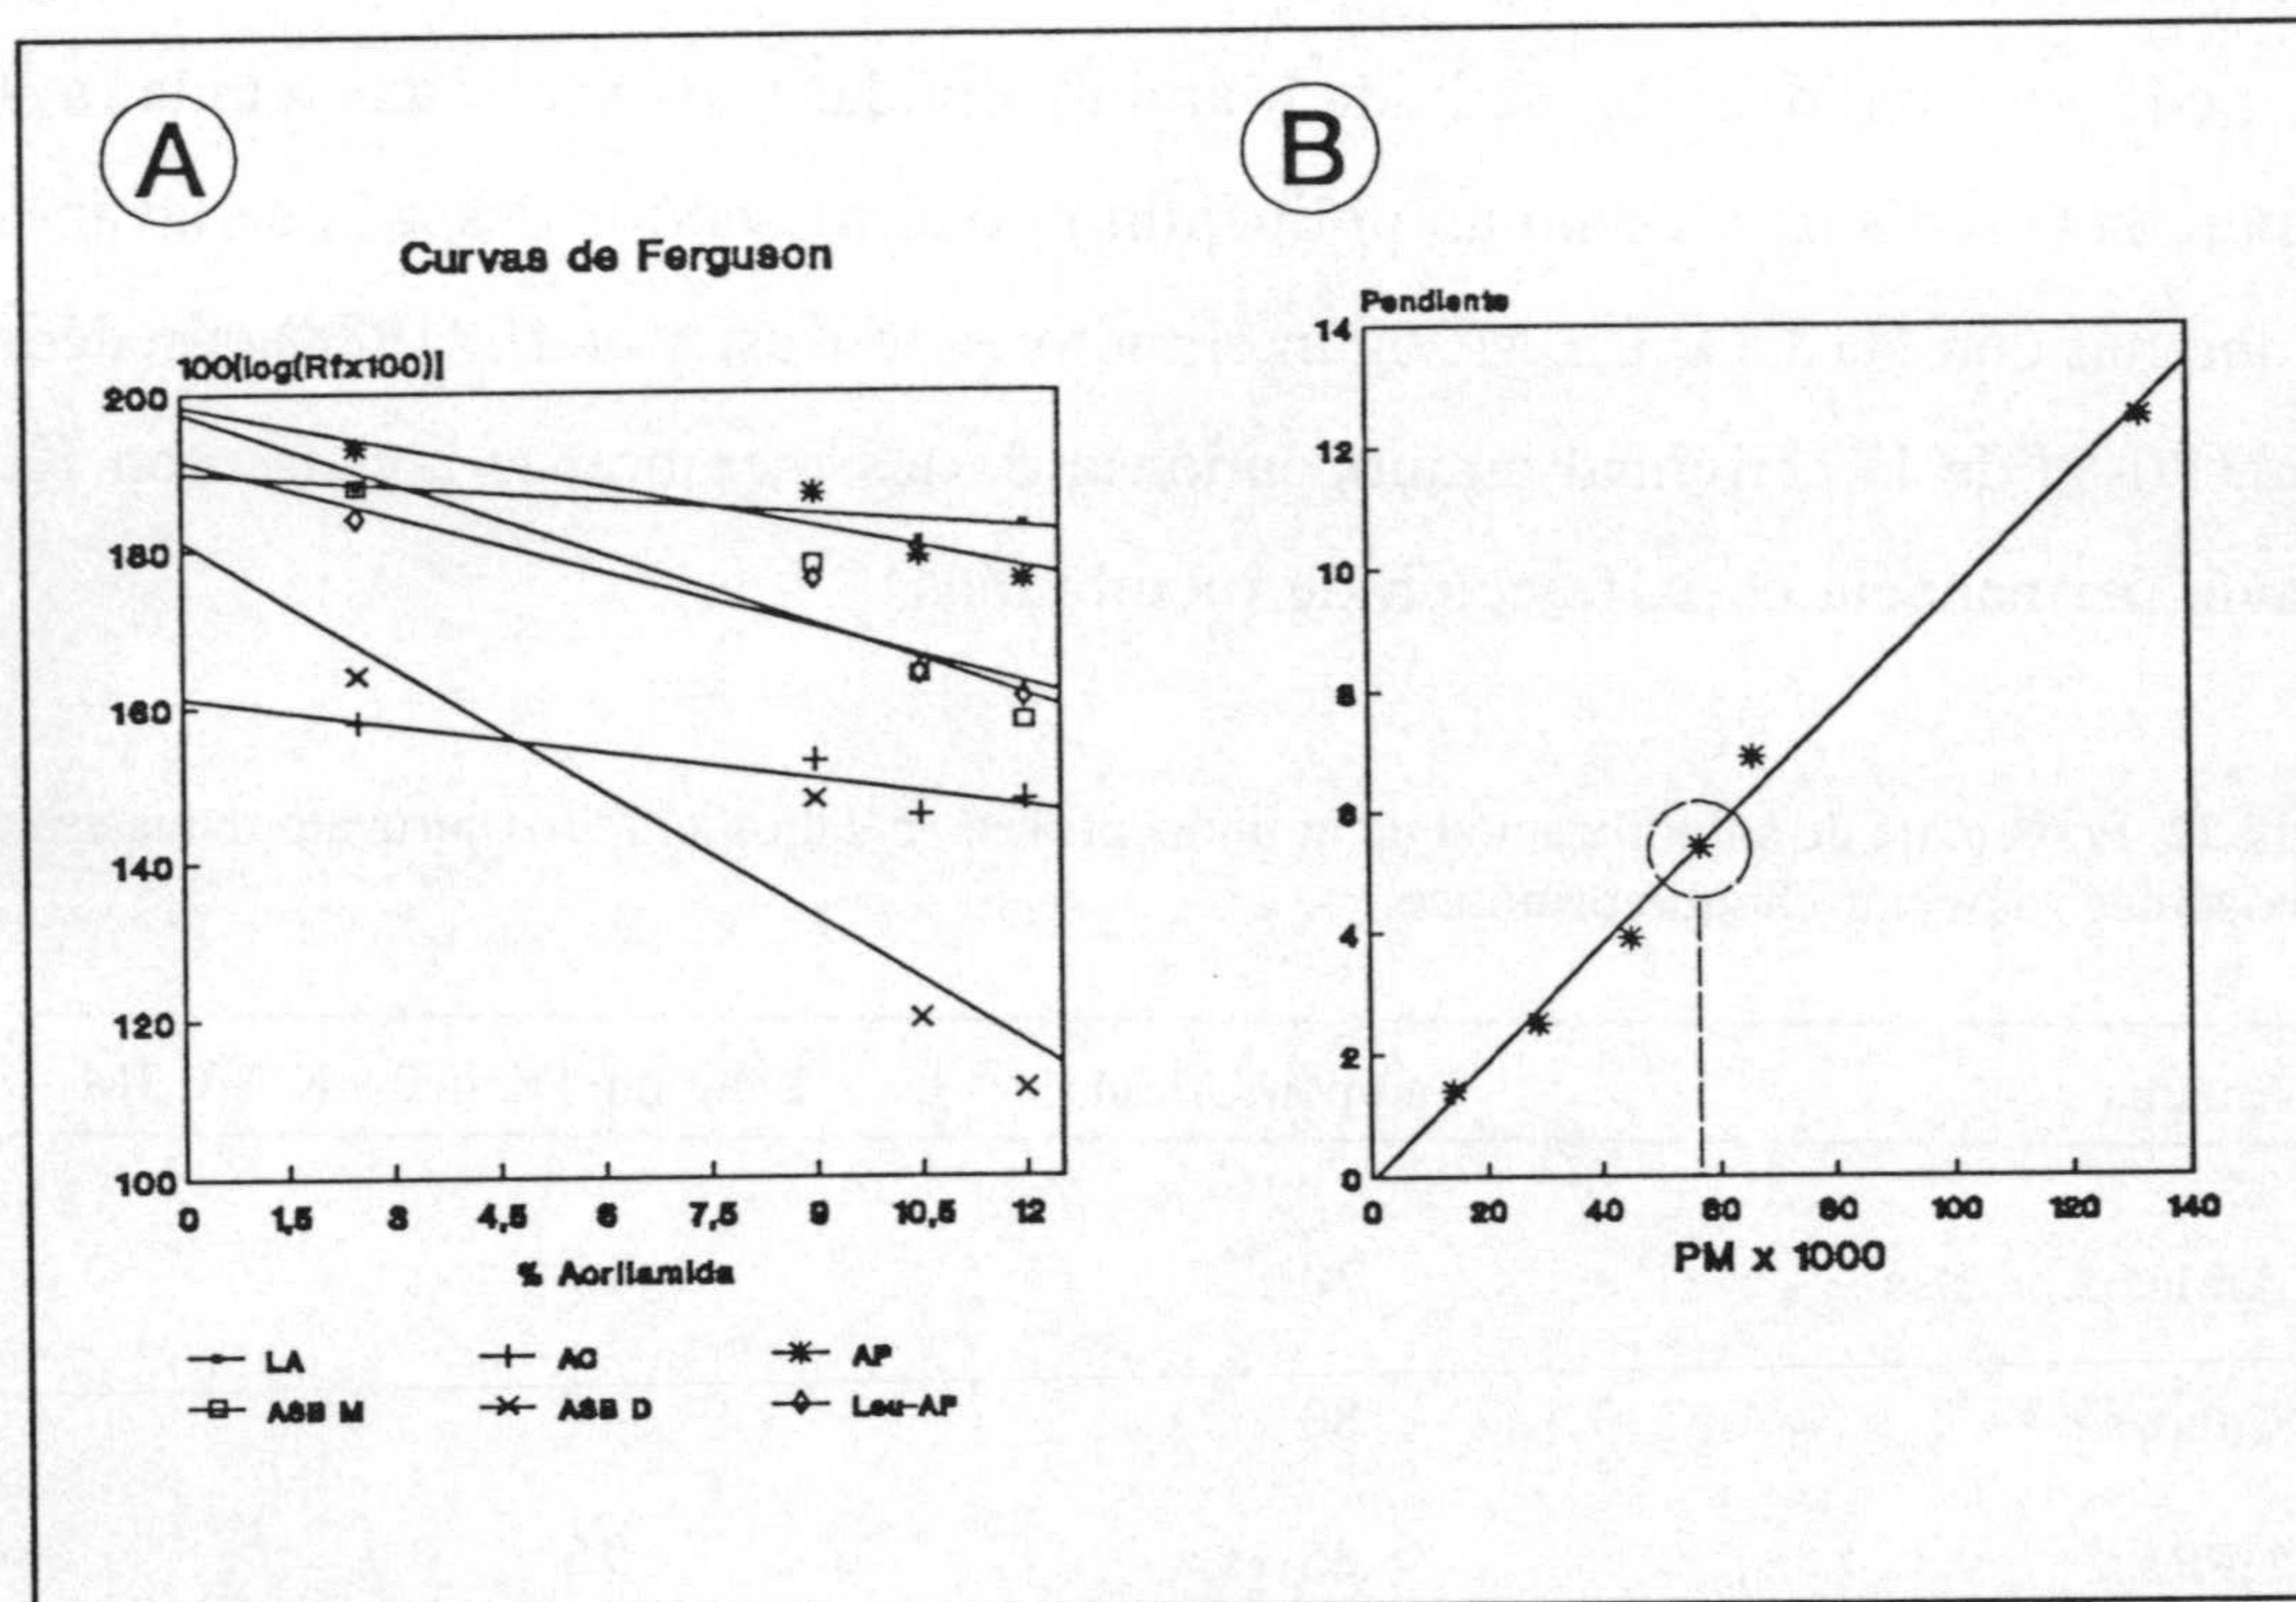 A
B
Curvas de Ferguson
100[log(Rfx100)]
200
180
160
140
120
100
0 1,5 3 4,5 6 7,5 9 10,5 12
% Acrilamida
LA AC AP
ASB M ASB D Leu-AP
Pendiente
14
12
10
8
6
4
2
0
0 20 40 60 80 100 120 140
PM x 1000